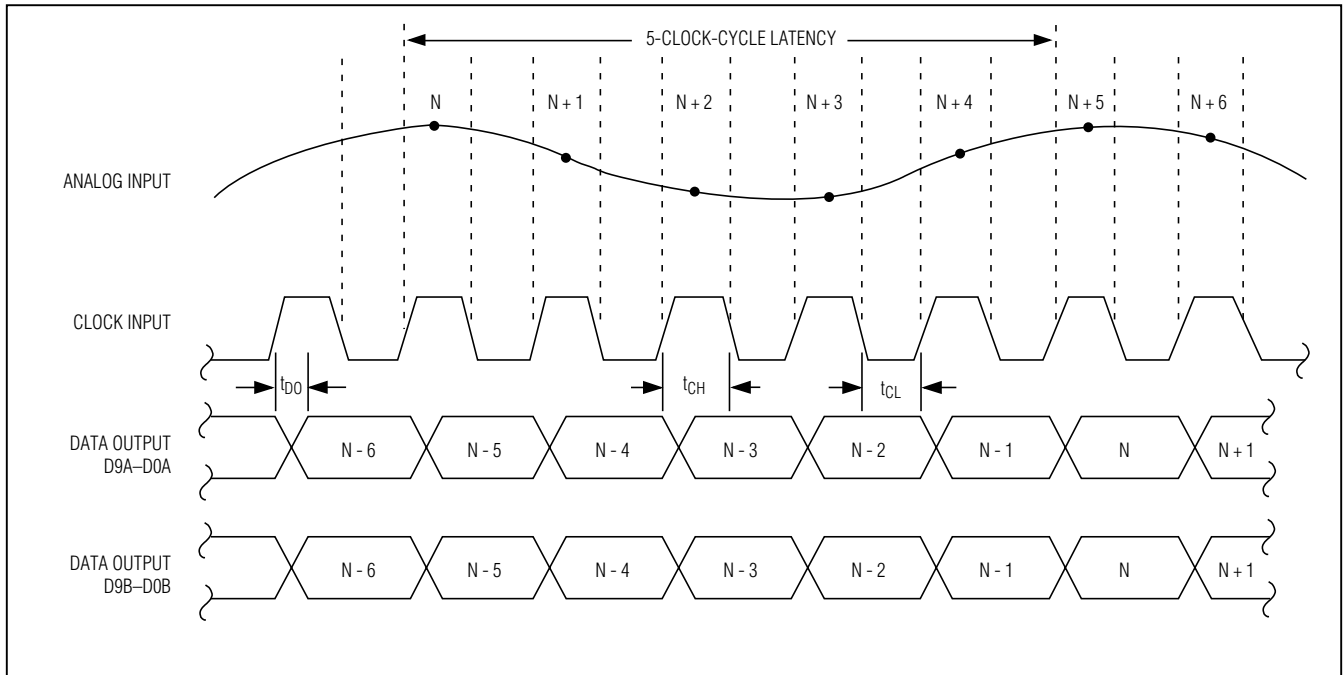 5-CLOCK-CYCLE LATENCY
N N + 1 N + 2 N + 3 N + 4 N + 5 N + 6
ANALOG INPUT
CLOCK INPUT
tDO tCH tCL
DATA OUTPUT
D9A–D0A
N - 6 N - 5 N - 4 N - 3 N - 2 N - 1 N N + 1
DATA OUTPUT
D9B–D0B
N - 6 N - 5 N - 4 N - 3 N - 2 N - 1 N N + 1